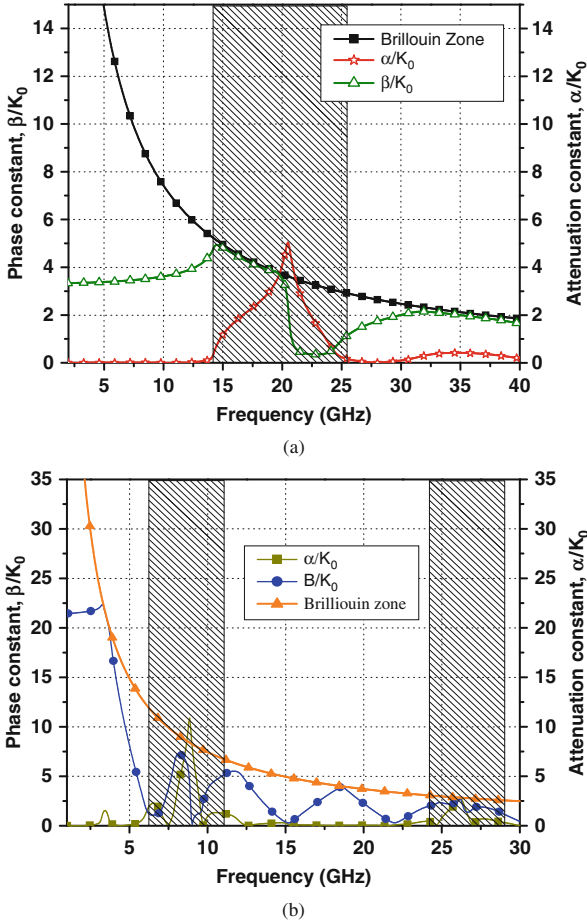 14
12
10
8
6
4
2
0
Phase constant, β/K0
14
12
10
8
6
4
2
0
Attenuation constant, α/K0
Brillouin Zone
α/K0
β/K0
5 10 15 20 25 30 35 40
Frequency (GHz)
(a)
35
30
25
20
15
10
5
0
Phase constant, β/K0
35
30
25
20
15
10
5
0
Attenuation constant, α/K0
α/K0
B/K0
Brilliouin zone
5 10 15 20 25 30
Frequency (GHz)
(b)